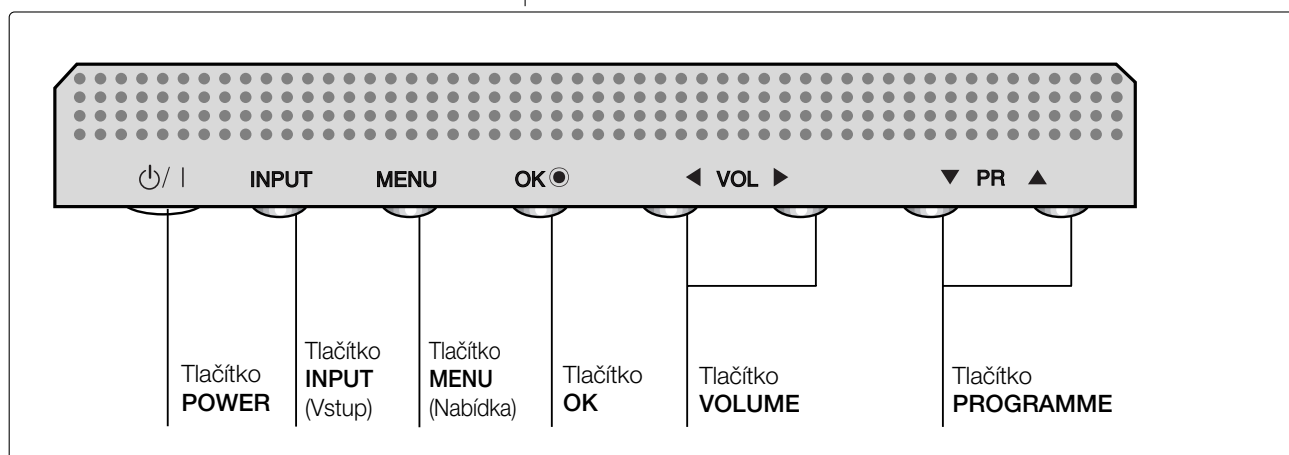 ⏻/ | INPUT MENU OK◉ ◀ VOL ▶ ▼ PR ▲
Tlačítko
POWER
Tlačítko
INPUT
(Vstup)
Tlačítko
MENU
(Nabídka)
Tlačítko
OK
Tlačítko
VOLUME
Tlačítko
PROGRAMME